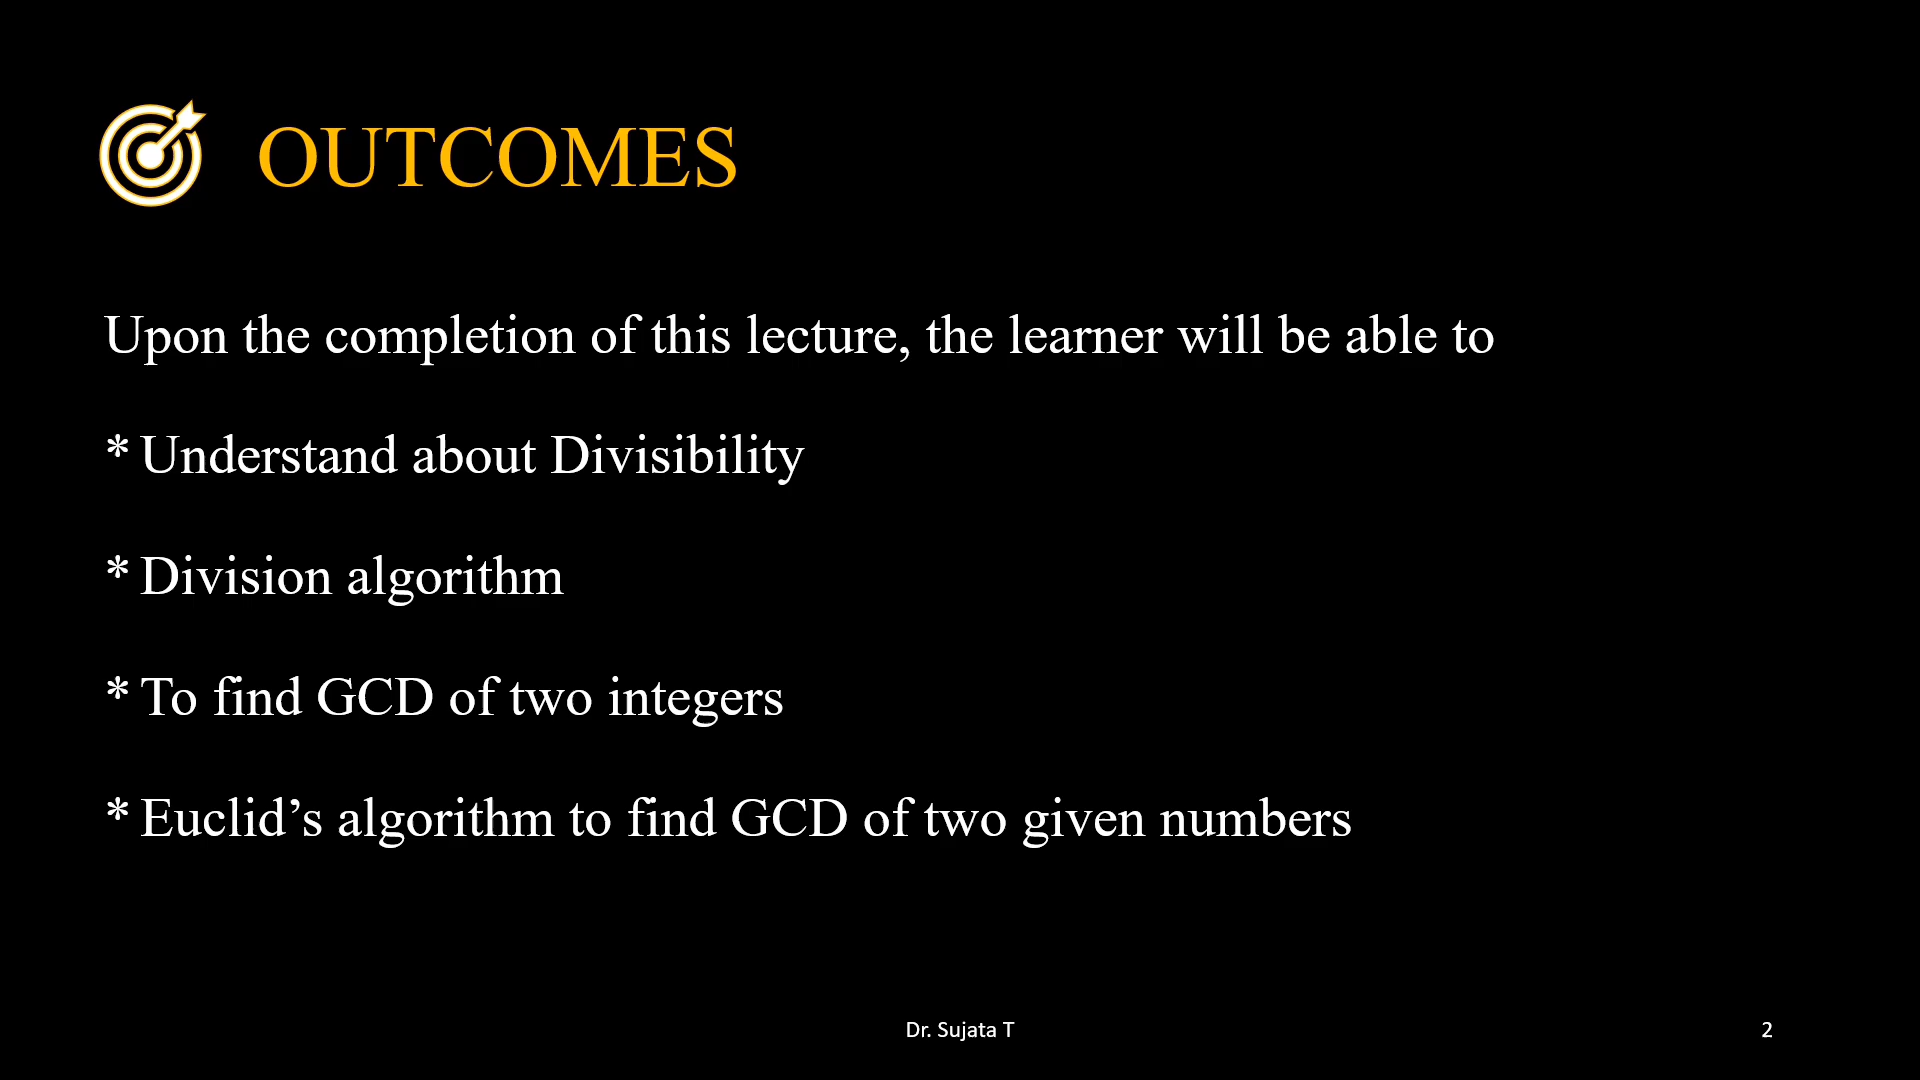 OUTCOMES
Upon the completion of this lecture, the learner will be able to
* Understand about Divisibility
* Division algorithm
* To find GCD of two integers
* Euclid’s algorithm to find GCD of two given numbers
Dr. Sujata T
2